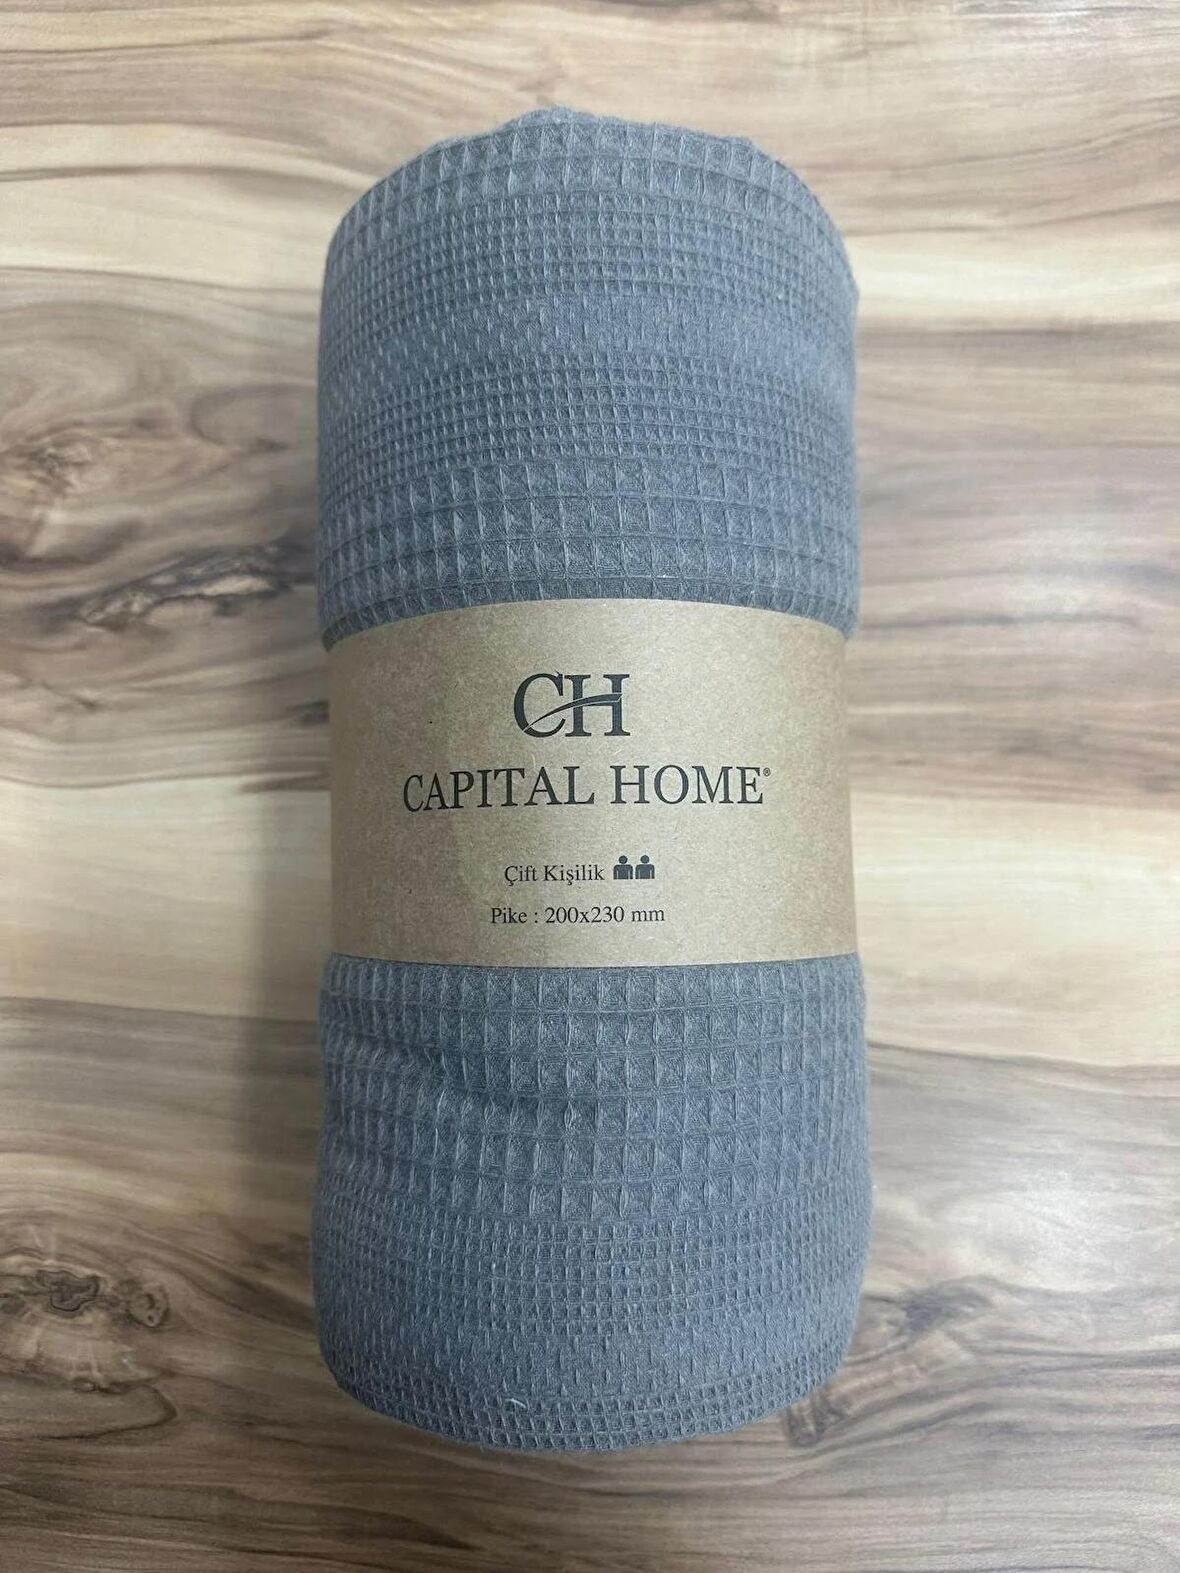 CH
CAPITAL HOME®
Çift Kişilik
Pike : 200x230 mm